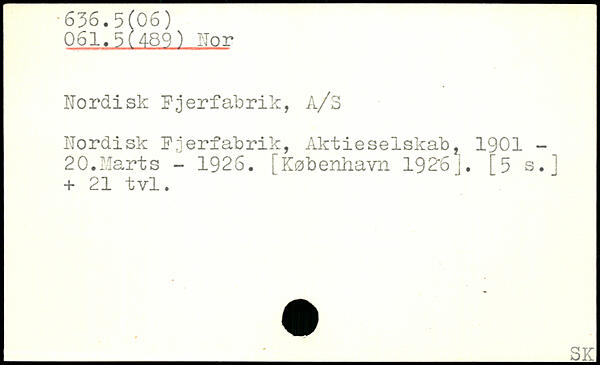 636.5(06)
061.5(489) Nor
Nordisk Fjerfabrik, A/S
Nordisk Fjerfabrik, Aktieselskab, 1901 -
20.Marts - 1926. [København 1926]. [5 s.]
+ 21 tvl.
SK